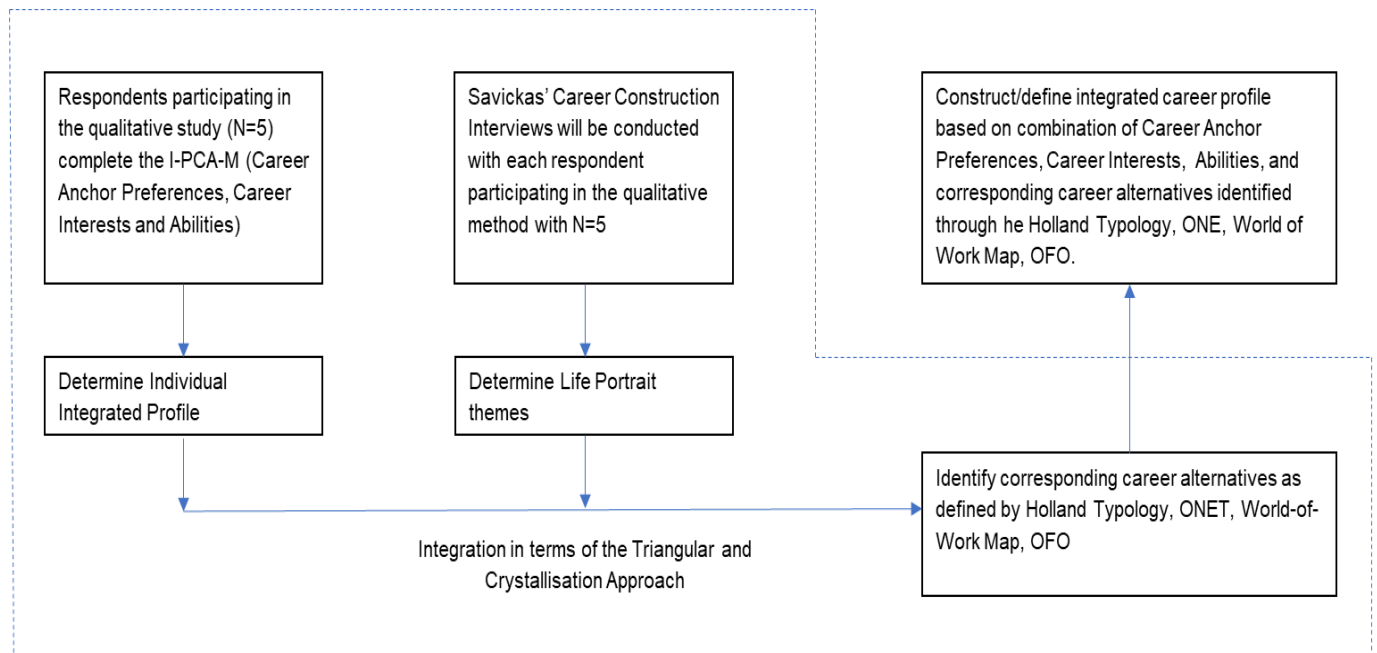 Respondents participating in
the qualitative study (N=5)
complete the I-PCA-M (Career
Anchor Preferences, Career
Interests and Abilities)
Savickas’ Career Construction
Interviews will be conducted
with each respondent
participating in the qualitative
method with N=5
Construct/define integrated career profile
based on combination of Career Anchor
Preferences, Career Interests, Abilities, and
corresponding career alternatives identified
through he Holland Typology, ONE, World of
Work Map, OFO.
Determine Individual
Integrated Profile
Determine Life Portrait
themes
Identify corresponding career alternatives as
defined by Holland Typology, ONET, World-of-
Work Map, OFO
Integration in terms of the Triangular and
Crystallisation Approach